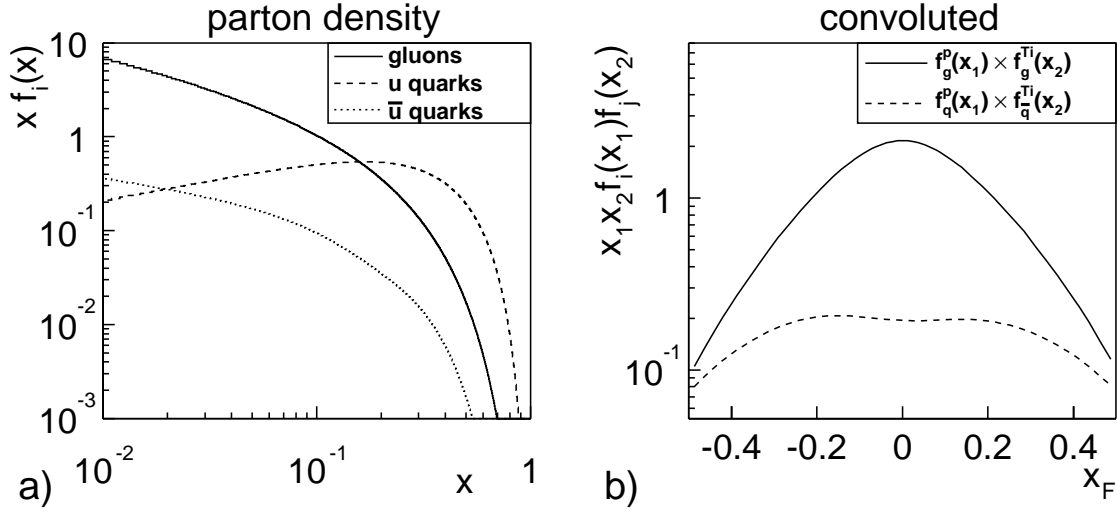 parton density
x f_i(x)
10
1
10^-1
10^-2
10^-3
gluons
u quarks
u̅ quarks
10^-2
10^-1
1
x
a)
convoluted
x_1x_2f_i(x_1)f_j(x_2)
1
10^-1
f_g^p(x_1) × f_g^Ti(x_2)
f_q^p(x_1) × f_q̅^Ti(x_2)
-0.4
-0.2
0
0.2
0.4
x_F
b)